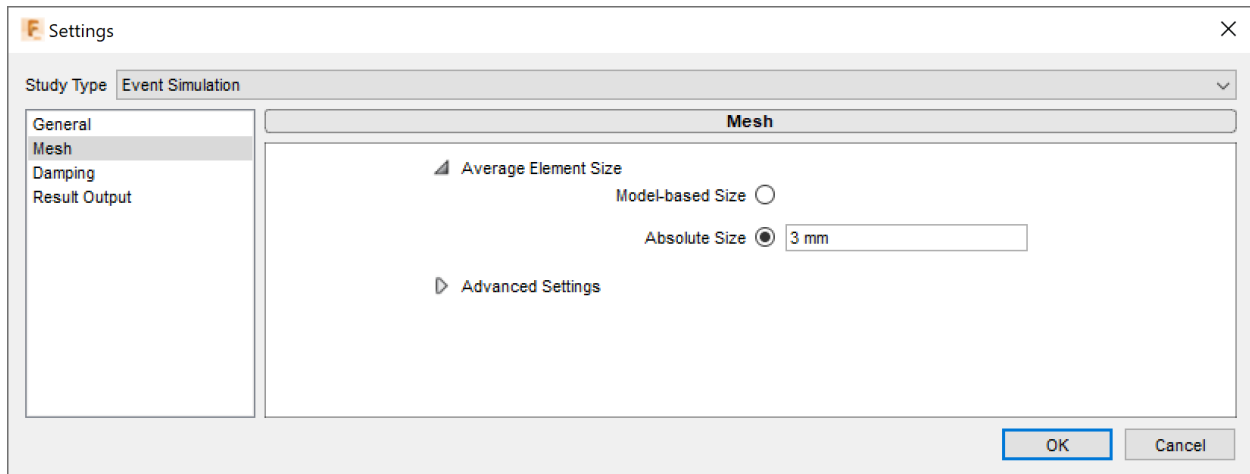 Settings
Study Type Event Simulation
General
Mesh
Damping
Result Output
Mesh
Average Element Size
Model-based Size
Absolute Size 3 mm
Advanced Settings
OK Cancel